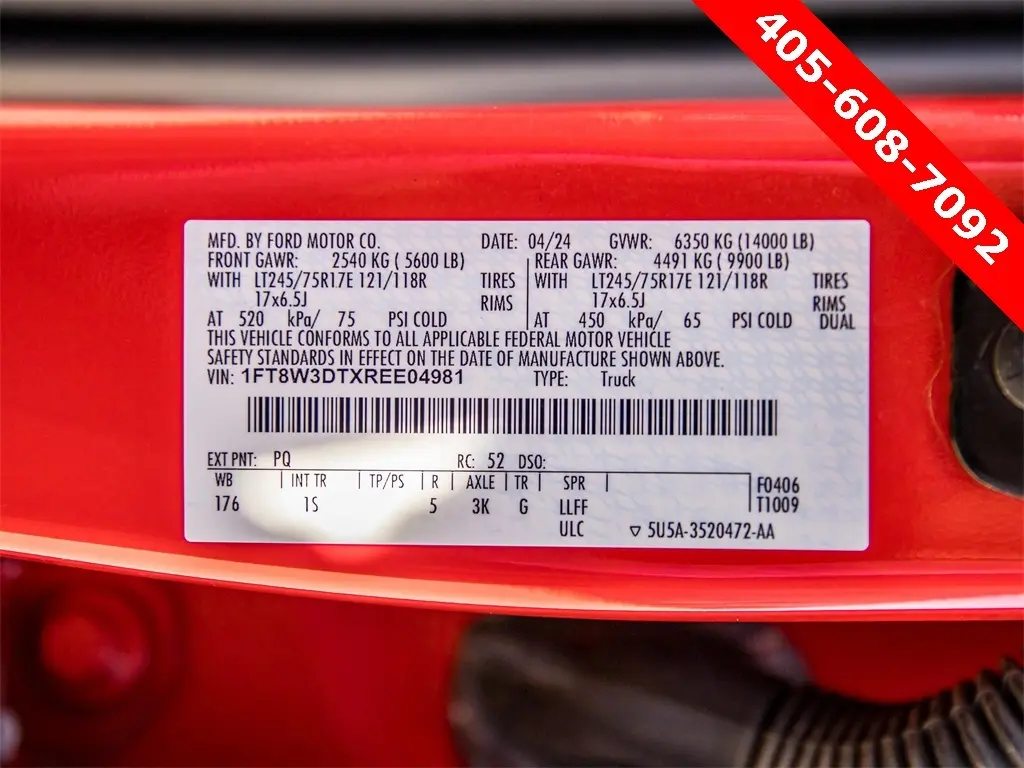 405-608-7092
MFD. BY FORD MOTOR CO. DATE: 04/24 GVWR: 6350 KG (14000 LB)
FRONT GAWR: 2540 KG ( 5600 LB) REAR GAWR: 4491 KG ( 9900 LB)
WITH LT245/75R17E 121/118R TIRES WITH LT245/75R17E 121/118R TIRES
17x6.5J RIMS 17x6.5J RIMS
AT 520 kPa/ 75 PSI COLD AT 450 kPa/ 65 PSI COLD DUAL
THIS VEHICLE CONFORMS TO ALL APPLICABLE FEDERAL MOTOR VEHICLE
SAFETY STANDARDS IN EFFECT ON THE DATE OF MANUFACTURE SHOWN ABOVE.
VIN: 1FT8W3DTXREE04981 TYPE: Truck
EXT PNT: PQ RC: 52 DSO:
WB INT TR TP/PS R AXLE TR SPR F0406
176 1S 5 3K G LLFF T1009
ULC ▽ 5U5A-3520472-AA